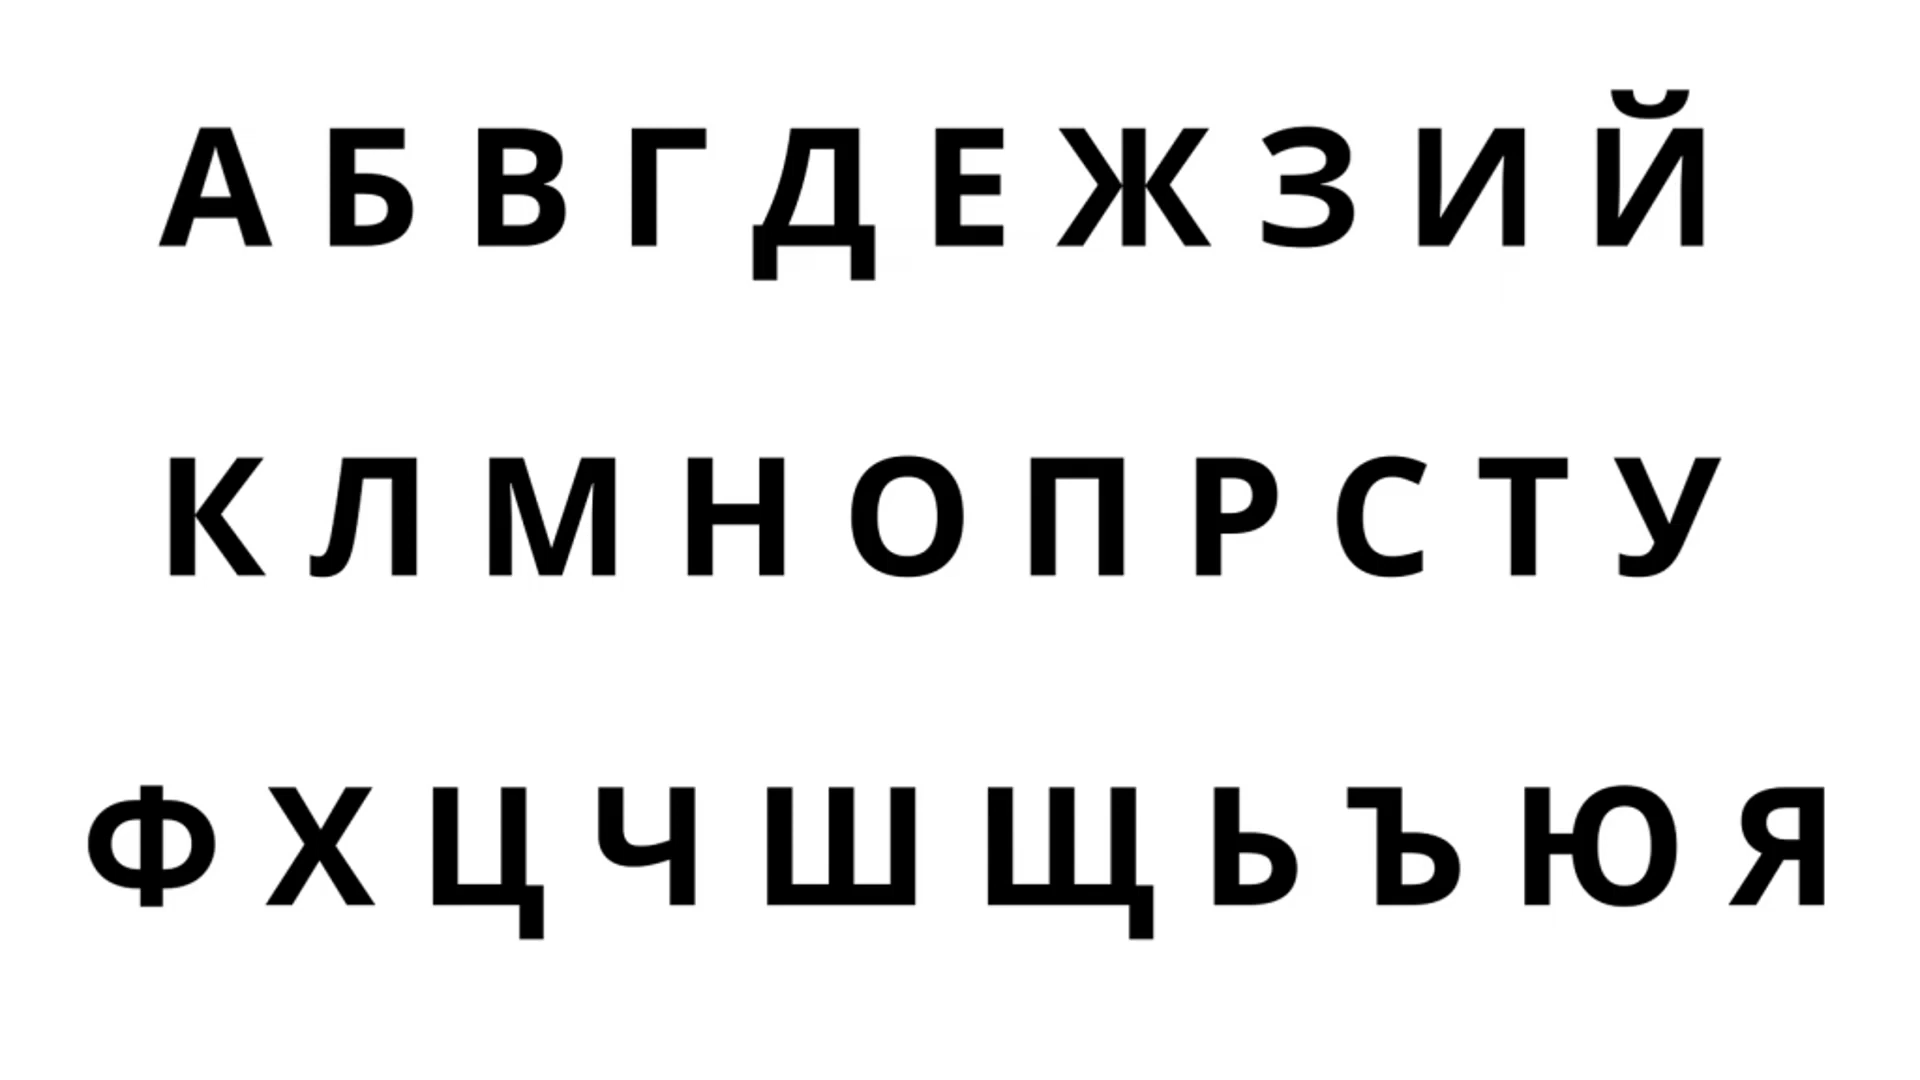 А Б В Г Д Е Ж З И Й
К Л М Н О П Р С Т У
Ф Х Ц Ч Ш Щ Ь Ъ Ю Я